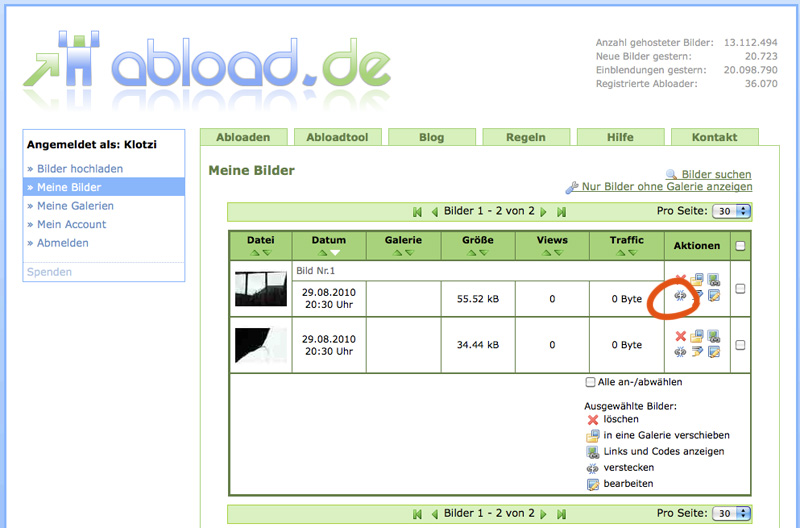 abload.de
Anzahl gehosteter Bilder: 13.112.494
Neue Bilder gestern: 20.723
Einblendungen gestern: 20.098.790
Registrierte Abloader: 36.070
Angemeldet als: Klotzi
» Bilder hochladen
» Meine Bilder
» Meine Galerien
» Mein Account
» Abmelden
Spenden
Abloaden Abloadtool Blog Regeln Hilfe Kontakt
Meine Bilder
Bilder suchen
Nur Bilder ohne Galerie anzeigen
Bilder 1 - 2 von 2 Pro Seite: 30
Datei Datum Galerie Größe Views Traffic Aktionen
Bild Nr.1
29.08.2010
20:30 Uhr 55.52 kB 0 0 Byte
29.08.2010
20:30 Uhr 34.44 kB 0 0 Byte
Alle an-/abwählen
Ausgewählte Bilder:
löschen
in eine Galerie verschieben
Links und Codes anzeigen
verstecken
bearbeiten
Bilder 1 - 2 von 2 Pro Seite: 30